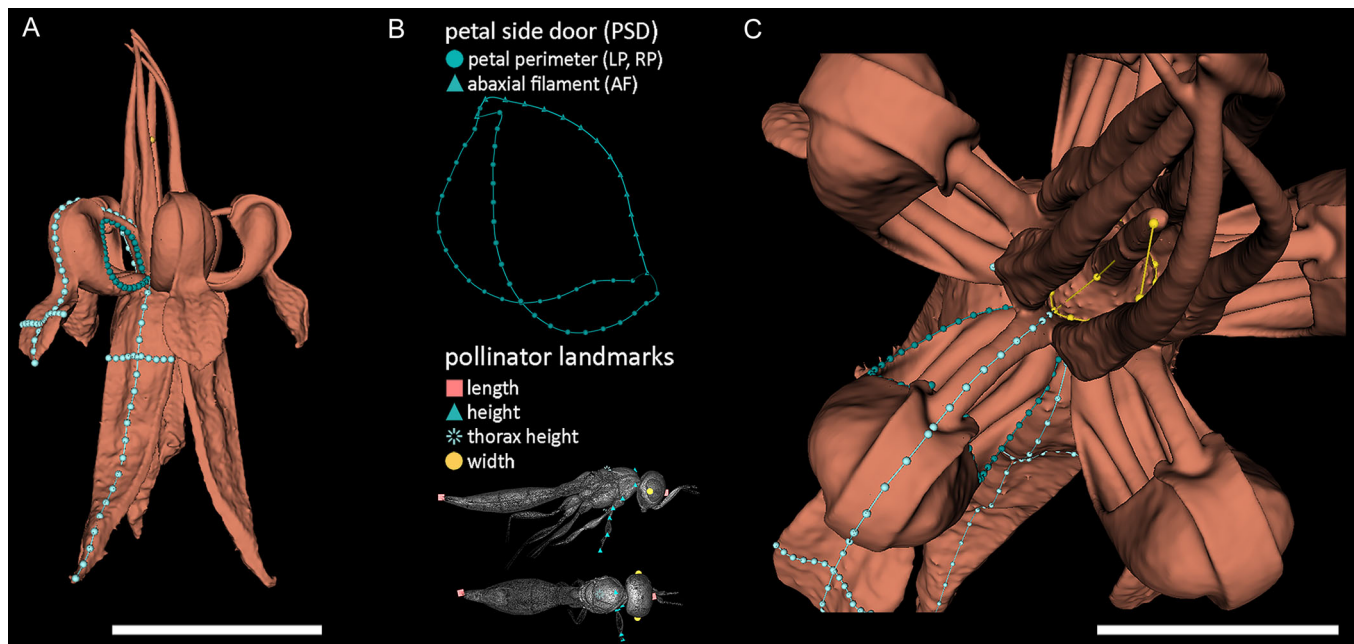 A
B
petal side door (PSD)
petal perimeter (LP, RP)
abaxial filament (AF)
pollinator landmarks
length
height
thorax height
width
C